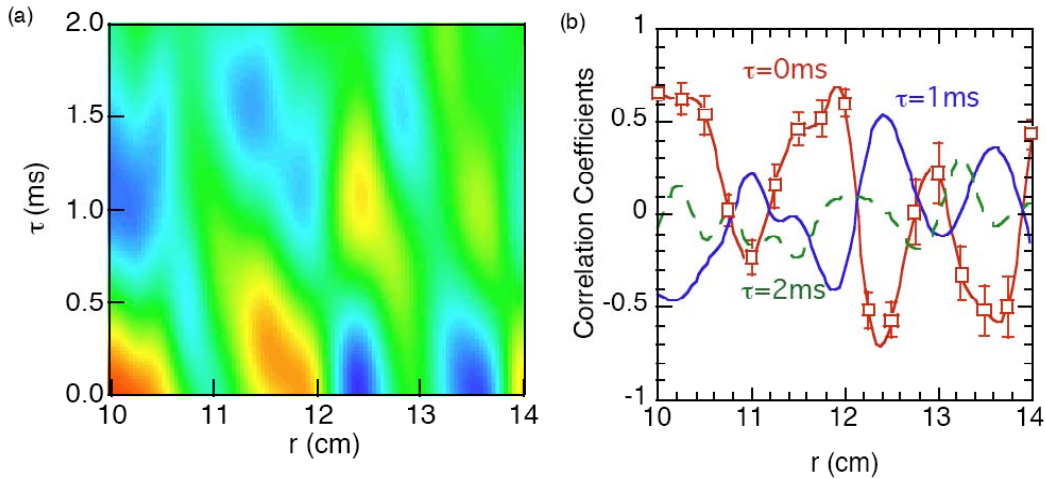 (a)
2.0
1.5
1.0
0.5
0.0
τ (ms)
10 11 12 13 14
r (cm)
(b)
1
0.5
0
-0.5
-1
Correlation Coefficients
τ=0ms
τ=1ms
τ=2ms
10 11 12 13 14
r (cm)